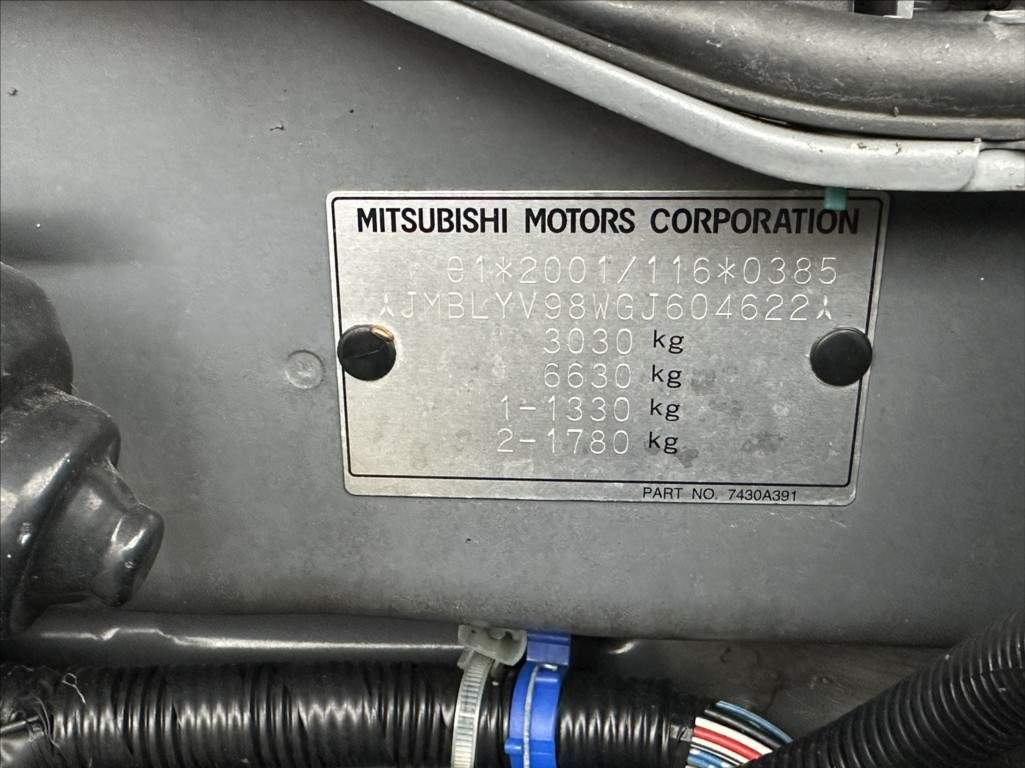 MITSUBISHI MOTORS CORPORATION
e1*2001/116*0385
JMBLYV98WGJ604622
3030 kg
6630 kg
1-1330 kg
2-1780 kg
PART NO. 7430A391